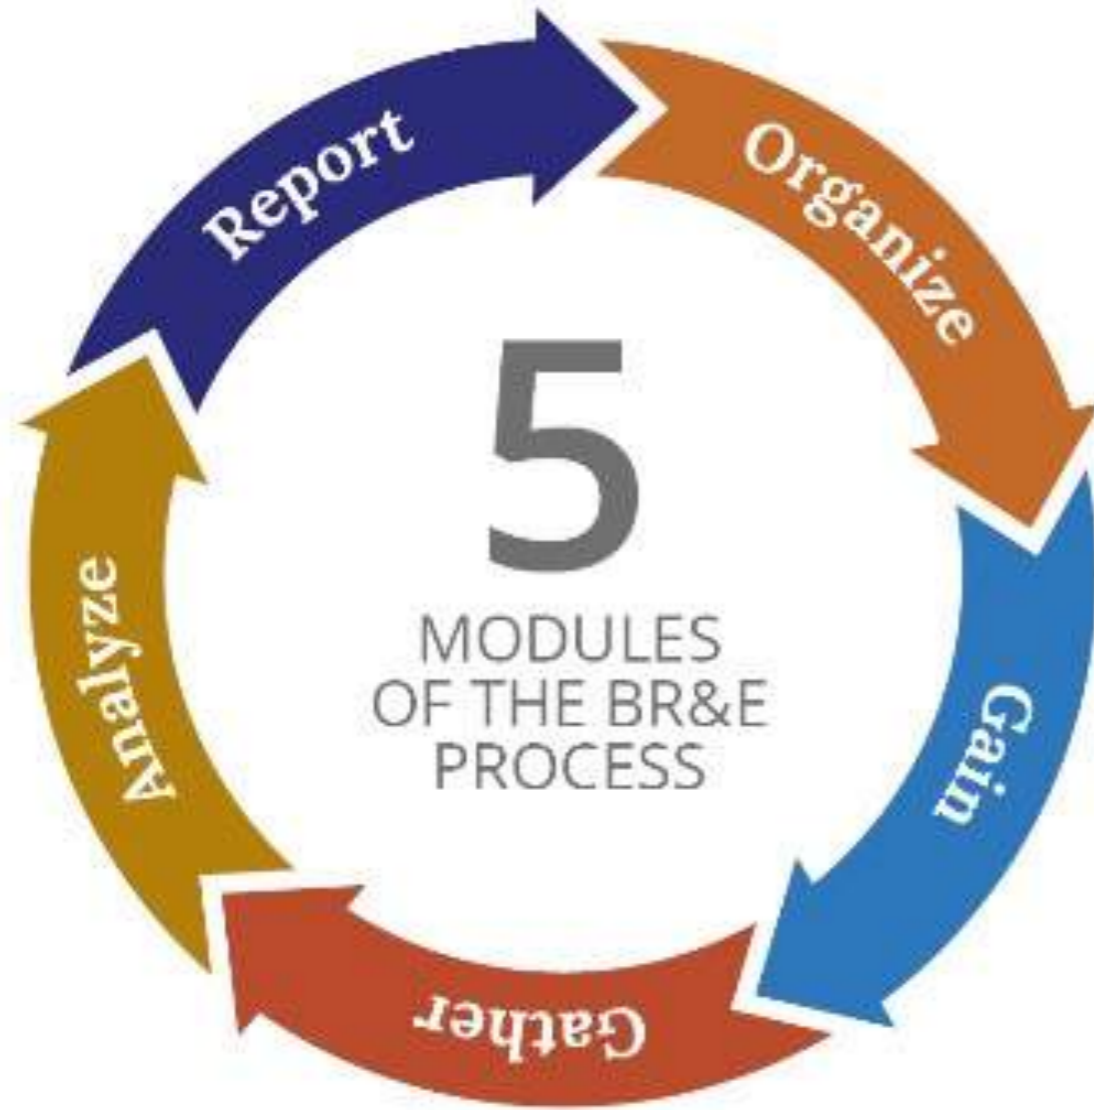 Report
Organize
Gain
Gather
Analyze
5
MODULES
OF THE BR&E
PROCESS